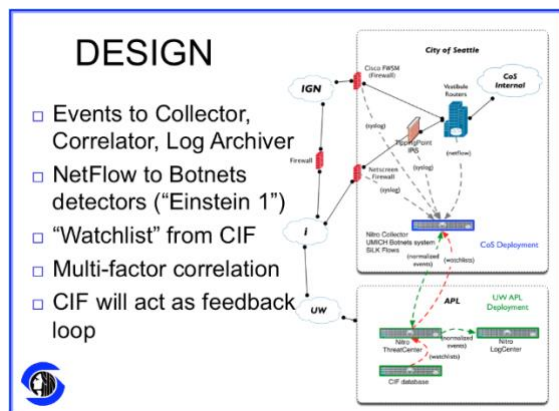 DESIGN
Events to Collector,
Correlator, Log Archiver
NetFlow to Botnets
detectors ("Einstein 1")
"Watchlist" from CIF
Multi-factor correlation
CIF will act as feedback
loop
City of Seattle
Cisco FWSM
(Firewall)
IGN
Vestibule
Routers
CoS
Internal
(syslog)
TippingPoint
IPS
(syslog)
(netflow)
Firewall
Netscreen
Firewall
(syslog)
i
Nitro Collector
UMICH Botnets system
SiLK Flows
CoS Deployment
(normalized
events)
(watchlists)
UW
APL
UW APL
Deployment
Nitro
ThreatCenter
(normalized
events)
Nitro
LogCenter
(watchlists)
CIF database